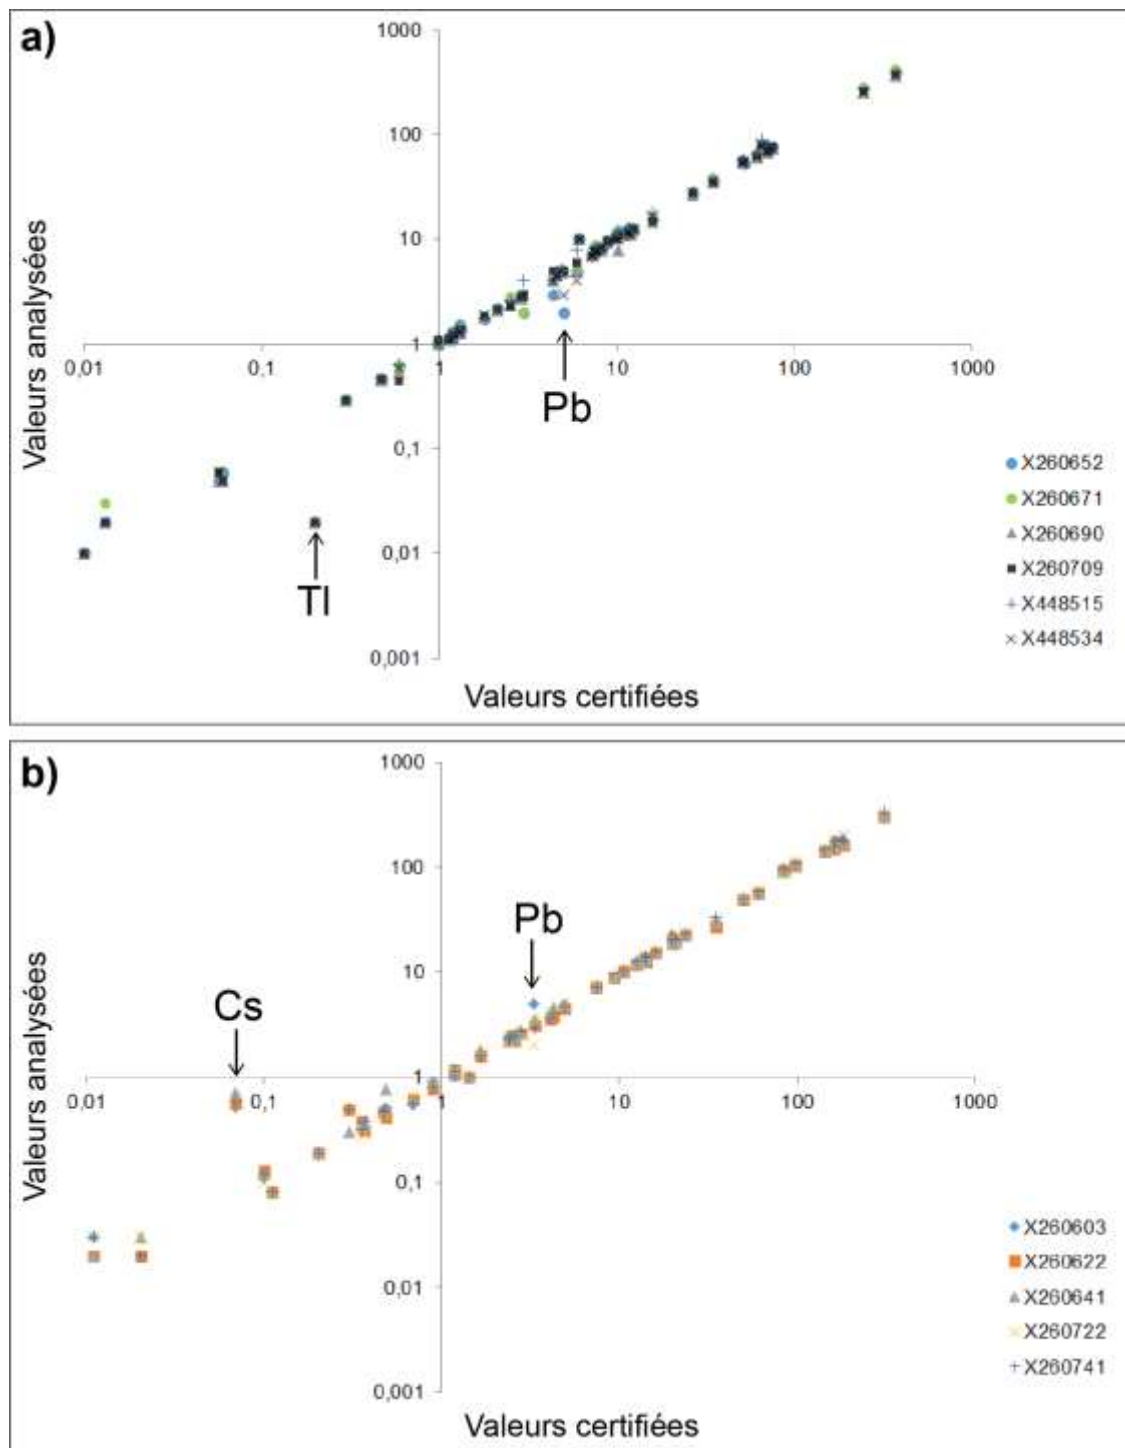 a)
1000
100
10
1
0,01
0,1
1
10
100
1000
Pb
0,1
0,01
Tl
0,001
Valeurs analysées
Valeurs certifiées
X260652
X260671
X260690
X260709
X448515
X448534
b)
1000
100
Pb
10
Cs
1
0,01
0,1
1
10
100
1000
0,1
0,01
0,001
Valeurs analysées
Valeurs certifiées
X260603
X260622
X260641
X260722
X260741